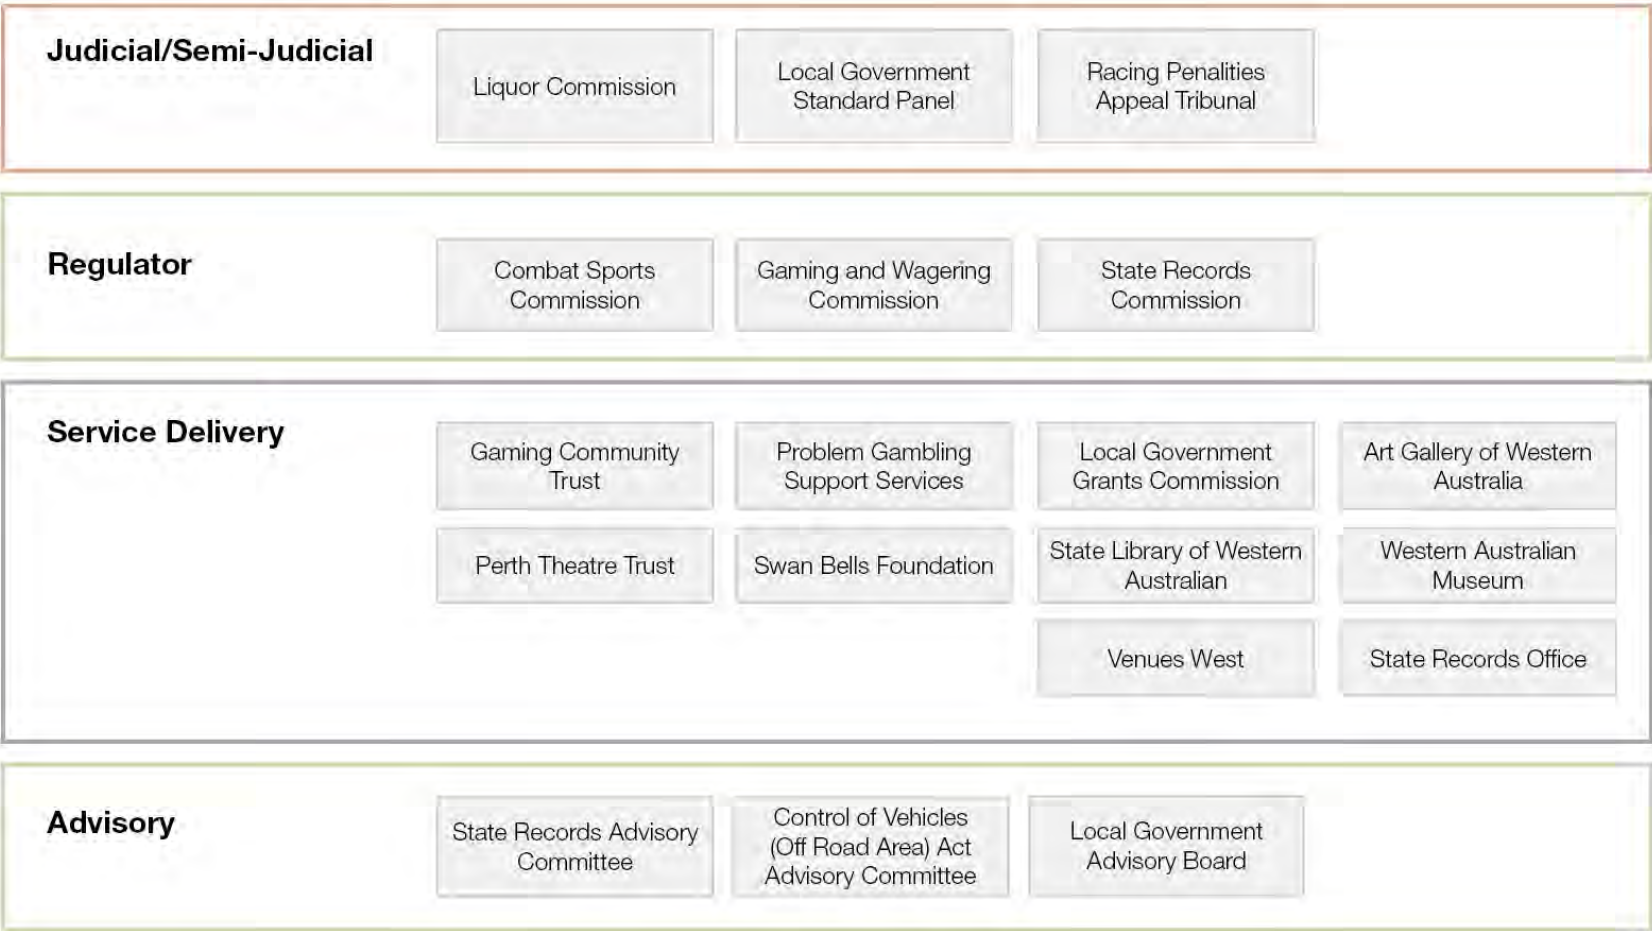 Judicial/Semi-Judicial
Liquor Commission
Local Government
Standard Panel
Racing Penalities
Appeal Tribunal
Regulator
Combat Sports
Commission
Gaming and Wagering
Commission
State Records
Commission
Service Delivery
Gaming Community
Trust
Problem Gambling
Support Services
Local Government
Grants Commission
Art Gallery of Western
Australia
Perth Theatre Trust
Swan Bells Foundation
State Library of Western
Australian
Western Australian
Museum
Venues West
State Records Office
Advisory
State Records Advisory
Committee
Control of Vehicles
(Off Road Area) Act
Advisory Committee
Local Government
Advisory Board